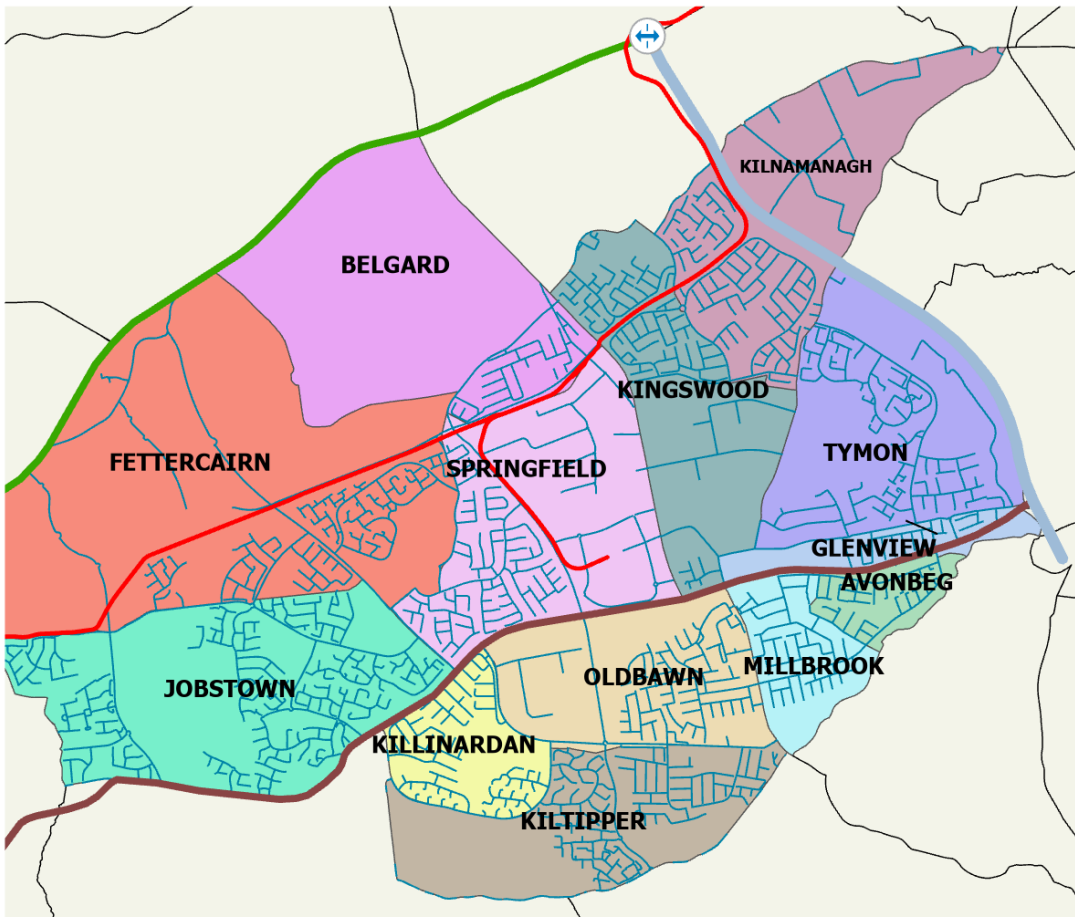 KILNAMANAGH
BELGARD
KINGSWOOD
TYMON
FETTERCAIRN
SPRINGFIELD
GLENVIEW
AVONBEG
MILLBROOK
OLDBAWN
JOBSTOWN
KILLINARDAN
KILTIPPER